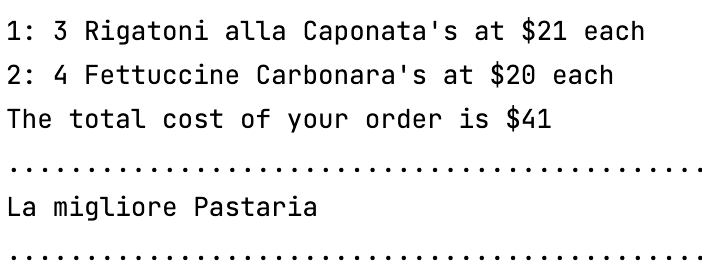 1: 3 Rigatoni alla Caponata's at $21 each
2: 4 Fettuccine Carbonara's at $20 each
The total cost of your order is $41
.............................................
La migliore Pastaria
.............................................